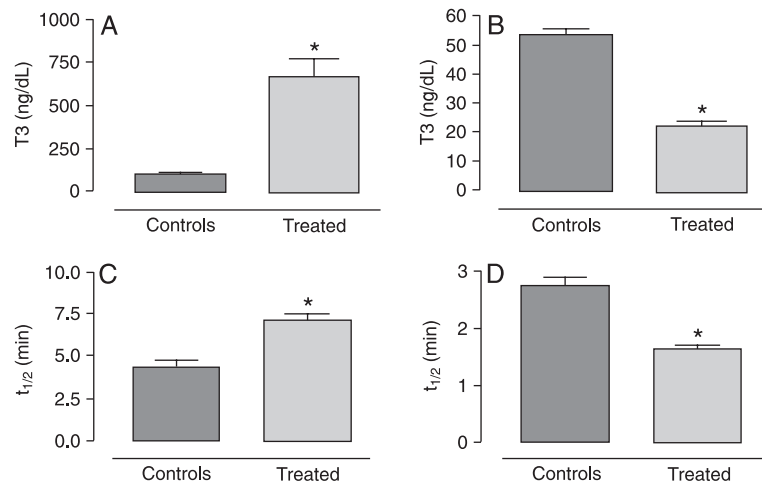 A
T3 (ng/dL)
1000
750
500
250
0
*
Controls Treated
B
T3 (ng/dL)
60
50
40
30
20
10
0
*
Controls Treated
C
t1/2 (min)
10.0
7.5
5.0
2.5
0.0
*
Controls Treated
D
t1/2 (min)
3
2
1
0
*
Controls Treated